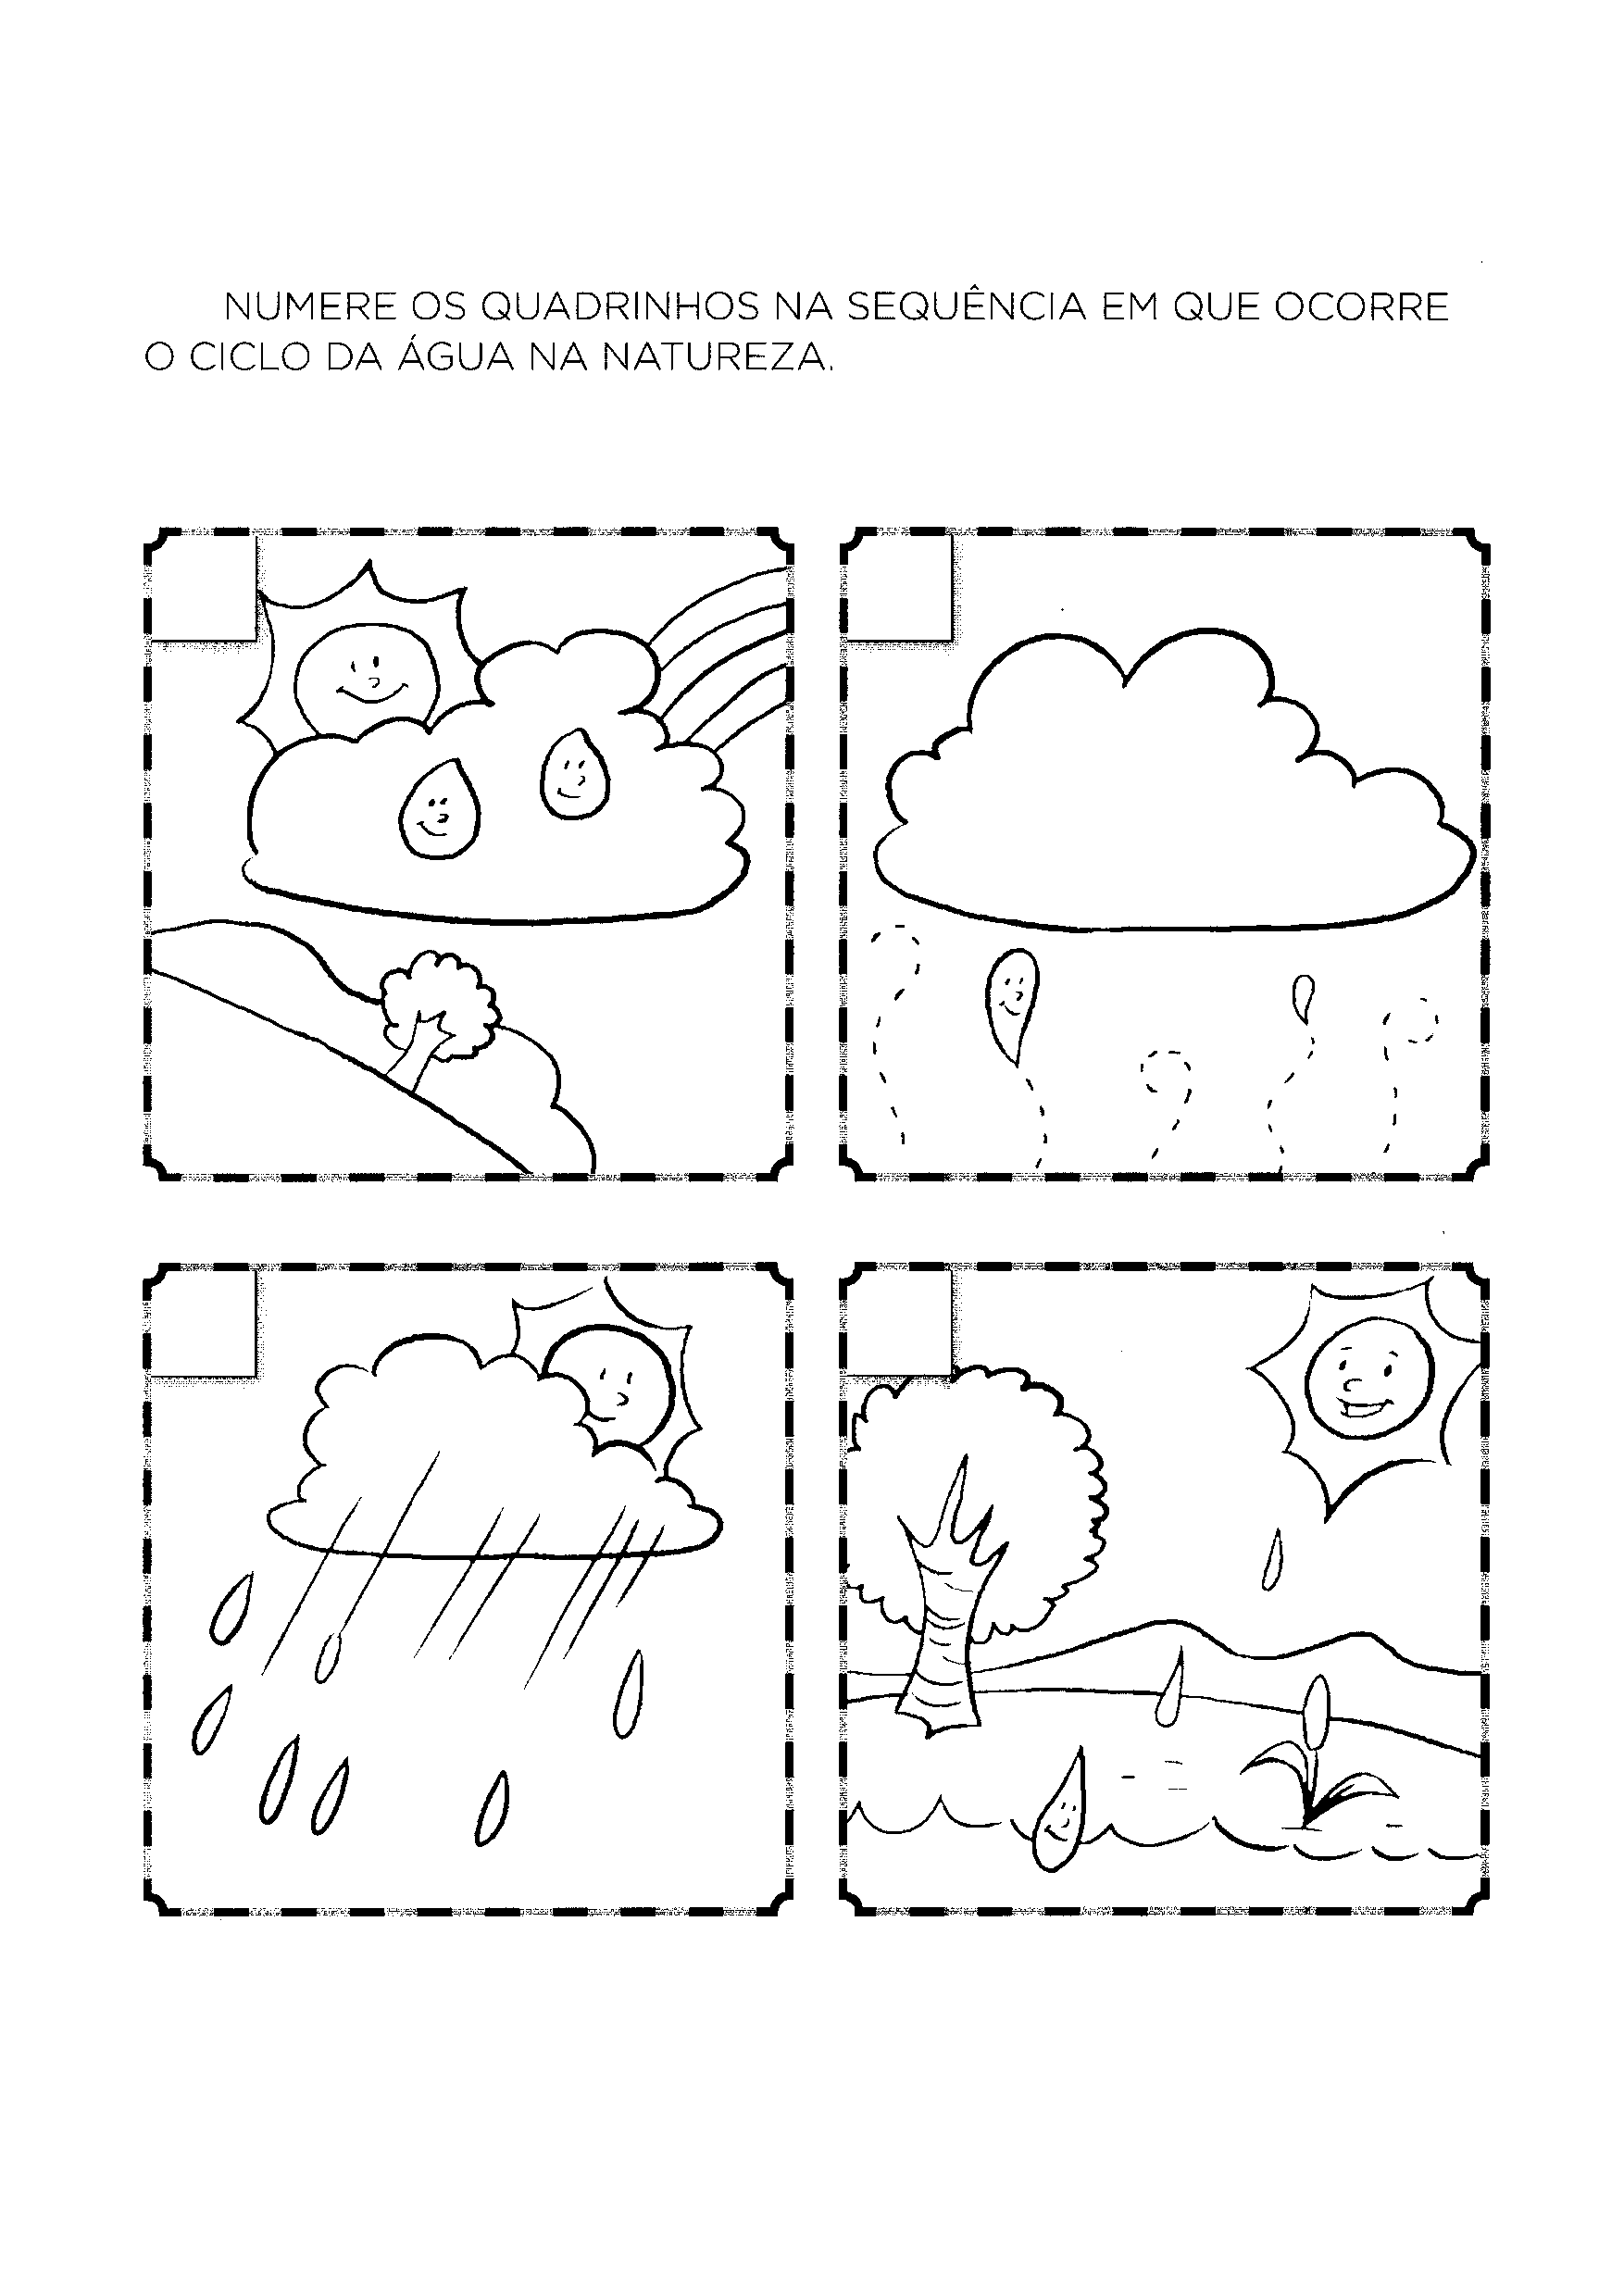 NUMERE OS QUADRINHOS NA SEQUÊNCIA EM QUE OCORRE
O CICLO DA ÁGUA NA NATUREZA.